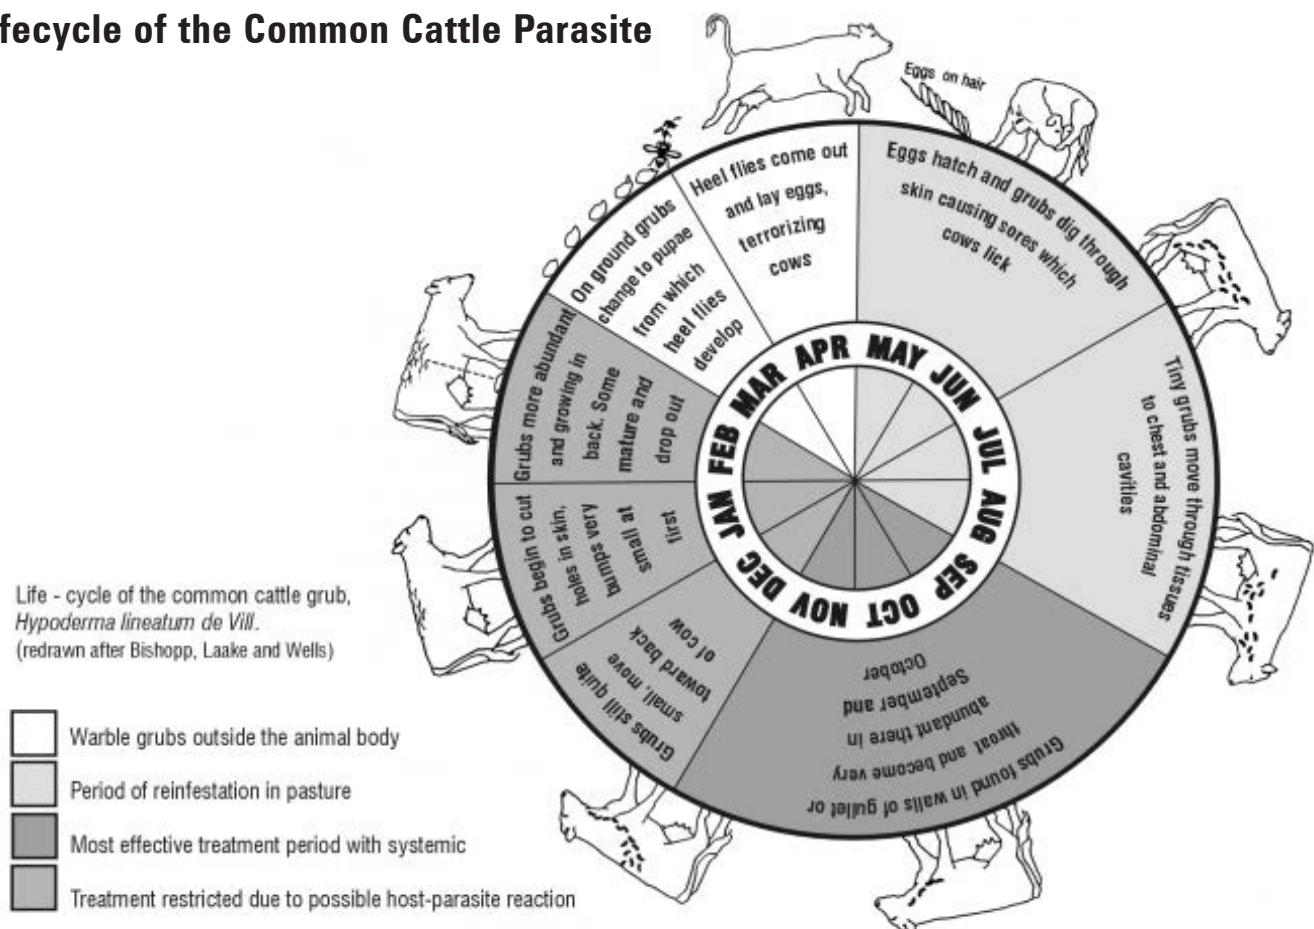 fecycle of the Common Cattle Parasite
Eggs on hair
Heel flies come out
and lay eggs,
terrorizing
cows
Eggs hatch and grubs dig through
skin causing sores which
cows lick
Tiny grubs move through tissues
to chest and abdominal
cavities
Grubs found in walls of gullet or
throat and become very
abundant there in
September and
October
Grubs still quite
small, move
toward back
of cow
Grubs begin to cut
holes in skin,
bumps very
small at
first
Grubs more abundant
and growing in
back. Some
mature and
drop out
On ground grubs
change to pupae
from which
heel flies
develop
JAN FEB MAR APR MAY JUN JUL AUG SEP OCT NOV DEC
Life - cycle of the common cattle grub,
Hypoderma lineatum de Vill.
(redrawn after Bishopp, Laake and Wells)
Warble grubs outside the animal body
Period of reinfestation in pasture
Most effective treatment period with systemic
Treatment restricted due to possible host-parasite reaction